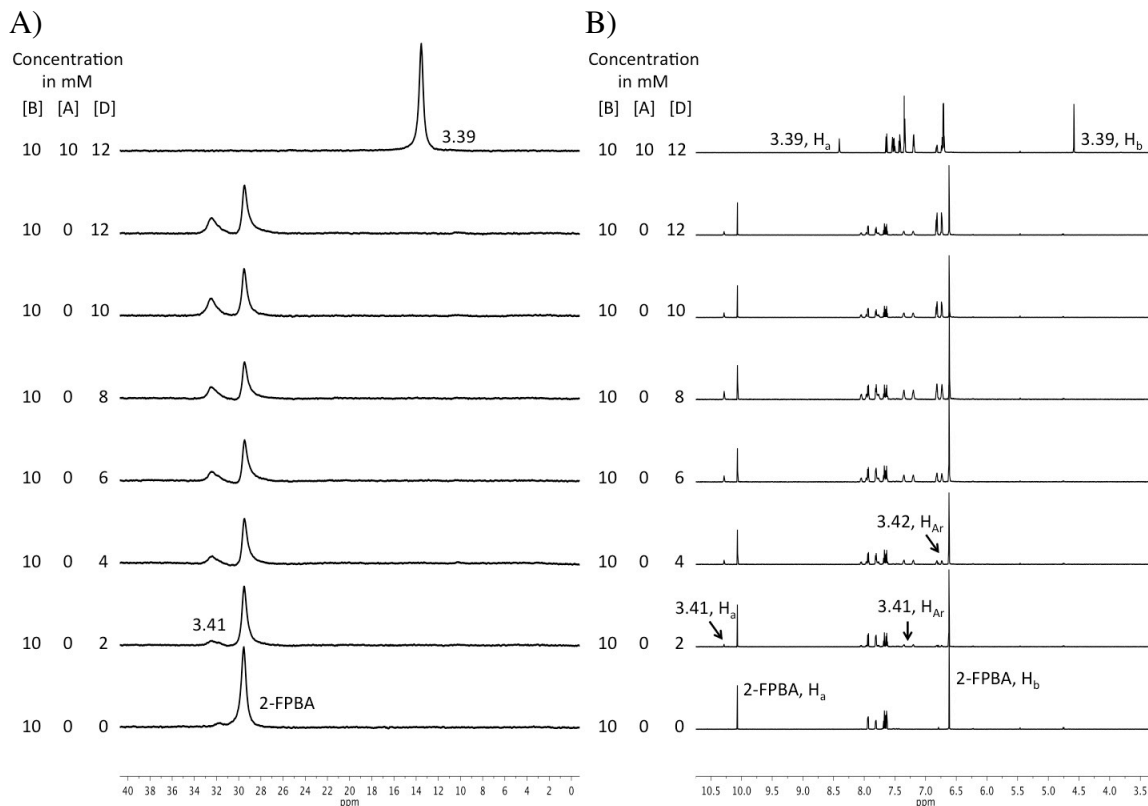 A)
Concentration
in mM
[B] [A] [D]
10 10 12
3.39
10 0 12
10 0 10
10 0 8
10 0 6
10 0 4
3.41
10 0 2
2-FPBA
10 0 0
40 38 36 34 32 30 28 26 24 22 20 18 16 14 12 10 8 6 4 2 0
ppm
B)
Concentration
in mM
[B] [A] [D]
10 10 12
3.39, Ha
3.39, Hb
10 0 12
10 0 10
10 0 8
10 0 6
3.42, HAr
10 0 4
3.41, Ha
3.41, HAr
10 0 2
2-FPBA, Ha
2-FPBA, Hb
10 0 0
10.5 10.0 9.5 9.0 8.5 8.0 7.5 7.0 6.5 6.0 5.5 5.0 4.5 4.0
ppm